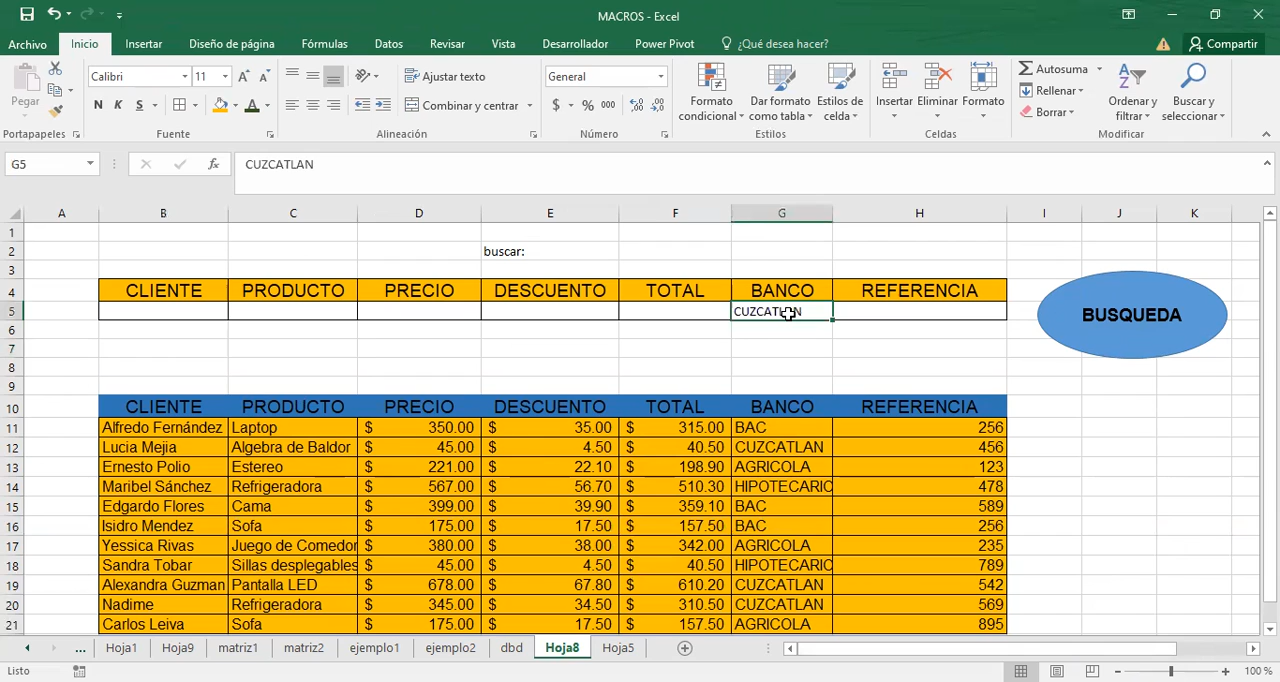 MACROS - Excel
Archivo Inicio Insertar Diseño de página Fórmulas Datos Revisar Vista Desarrollador Power Pivot ¿Qué desea hacer? Compartir
Pegar
Portapapeles
Calibri 11
N K S
Fuente
Ajustar texto
Combinar y centrar
Alineación
General
$ % 000
Número
Formato condicional
Dar formato como tabla
Estilos de celda
Estilos
Insertar Eliminar Formato
Celdas
Autosuma
Rellenar
Borrar
Ordenar y filtrar
Buscar y seleccionar
Modificar
G5 fx CUZCATLAN
A B C D E F G H I J K
1
2 buscar:
3
4 CLIENTE PRODUCTO PRECIO DESCUENTO TOTAL BANCO REFERENCIA
5 CUZCATLAN
BUSQUEDA
6
7
8
9
10 CLIENTE PRODUCTO PRECIO DESCUENTO TOTAL BANCO REFERENCIA
11 Alfredo Fernández Laptop $ 350.00 $ 35.00 $ 315.00 BAC 256
12 Lucia Mejia Algebra de Baldor $ 45.00 $ 4.50 $ 40.50 CUZCATLAN 456
13 Ernesto Polio Estereo $ 221.00 $ 22.10 $ 198.90 AGRICOLA 123
14 Maribel Sánchez Refrigeradora $ 567.00 $ 56.70 $ 510.30 HIPOTECARIO 478
15 Edgardo Flores Cama $ 399.00 $ 39.90 $ 359.10 BAC 589
16 Isidro Mendez Sofa $ 175.00 $ 17.50 $ 157.50 BAC 256
17 Yessica Rivas Juego de Comedor $ 380.00 $ 38.00 $ 342.00 AGRICOLA 235
18 Sandra Tobar Sillas desplegables $ 45.00 $ 4.50 $ 40.50 HIPOTECARIO 789
19 Alexandra Guzman Pantalla LED $ 678.00 $ 67.80 $ 610.20 CUZCATLAN 542
20 Nadime Refrigeradora $ 345.00 $ 34.50 $ 310.50 CUZCATLAN 569
21 Carlos Leiva Sofa $ 175.00 $ 17.50 $ 157.50 AGRICOLA 895
... Hoja1 Hoja9 matriz1 matriz2 ejemplo1 ejemplo2 dbd Hoja8 Hoja5
Listo 100 %